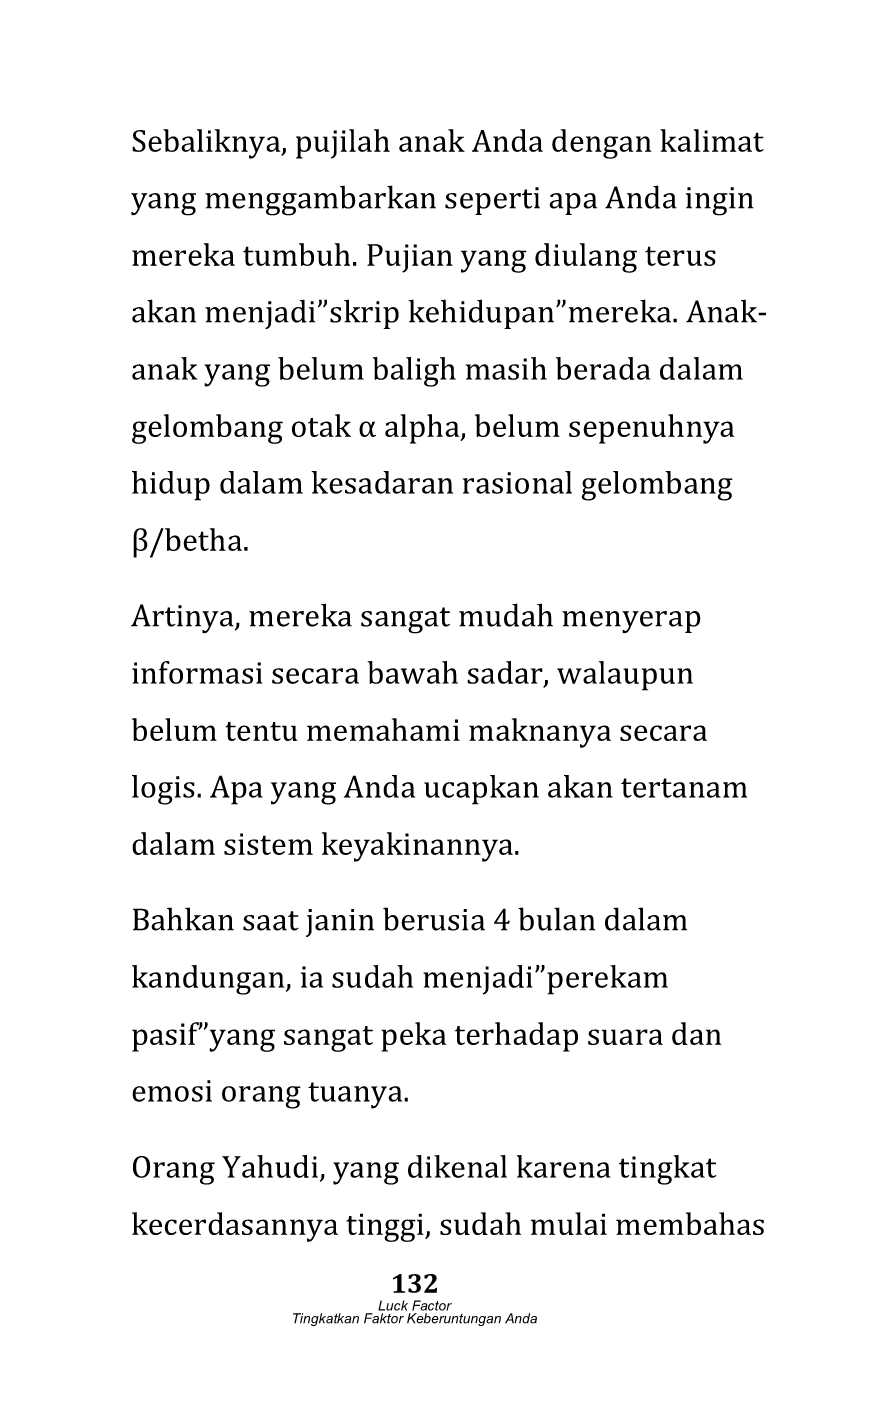 Sebaliknya, pujilah anak Anda dengan kalimat
yang menggambarkan seperti apa Anda ingin
mereka tumbuh. Pujian yang diulang terus
akan menjadi”skrip kehidupan”mereka. Anak-
anak yang belum baligh masih berada dalam
gelombang otak α alpha, belum sepenuhnya
hidup dalam kesadaran rasional gelombang
β/betha.
Artinya, mereka sangat mudah menyerap
informasi secara bawah sadar, walaupun
belum tentu memahami maknanya secara
logis. Apa yang Anda ucapkan akan tertanam
dalam sistem keyakinannya.
Bahkan saat janin berusia 4 bulan dalam
kandungan, ia sudah menjadi”perekam
pasif”yang sangat peka terhadap suara dan
emosi orang tuanya.
Orang Yahudi, yang dikenal karena tingkat
kecerdasannya tinggi, sudah mulai membahas
132
Luck Factor
Tingkatkan Faktor Keberuntungan Anda